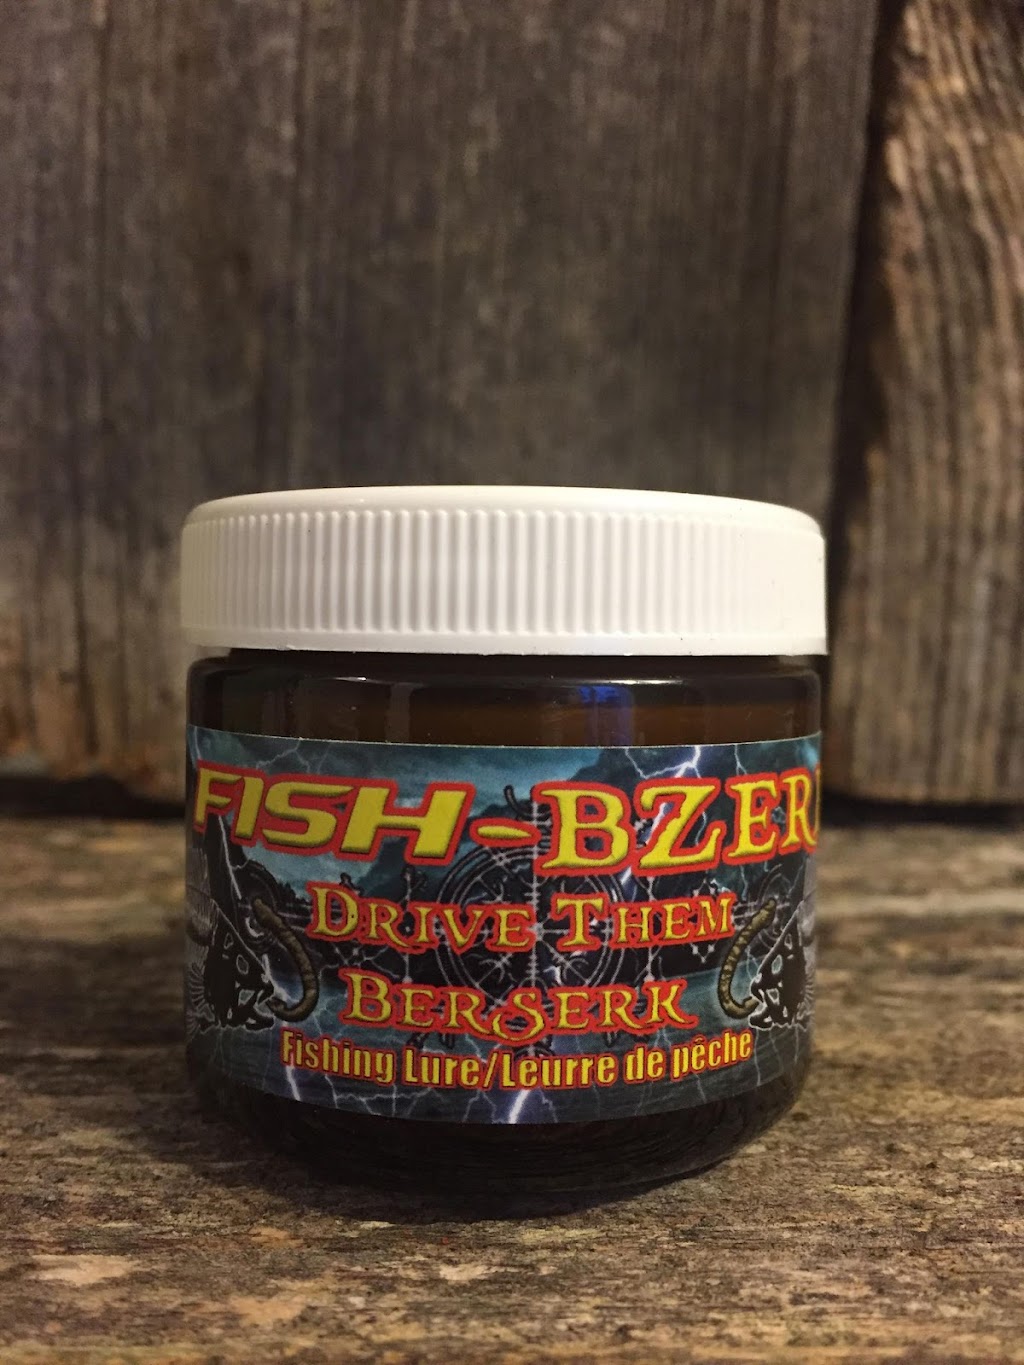 FISH-BZER
DRIVE THEM
BERSERK
Fishing Lure/Leurre de pêche